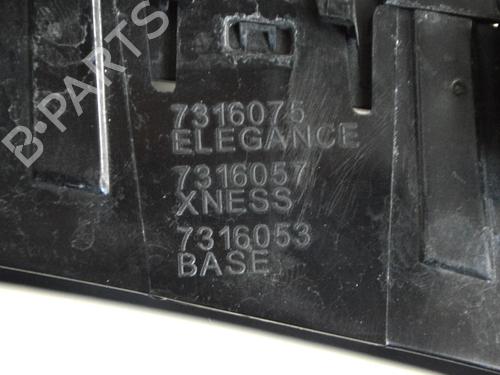 B-PARTS
7316075
ELEGANCE
7316057
XNESS
7316053
BASE